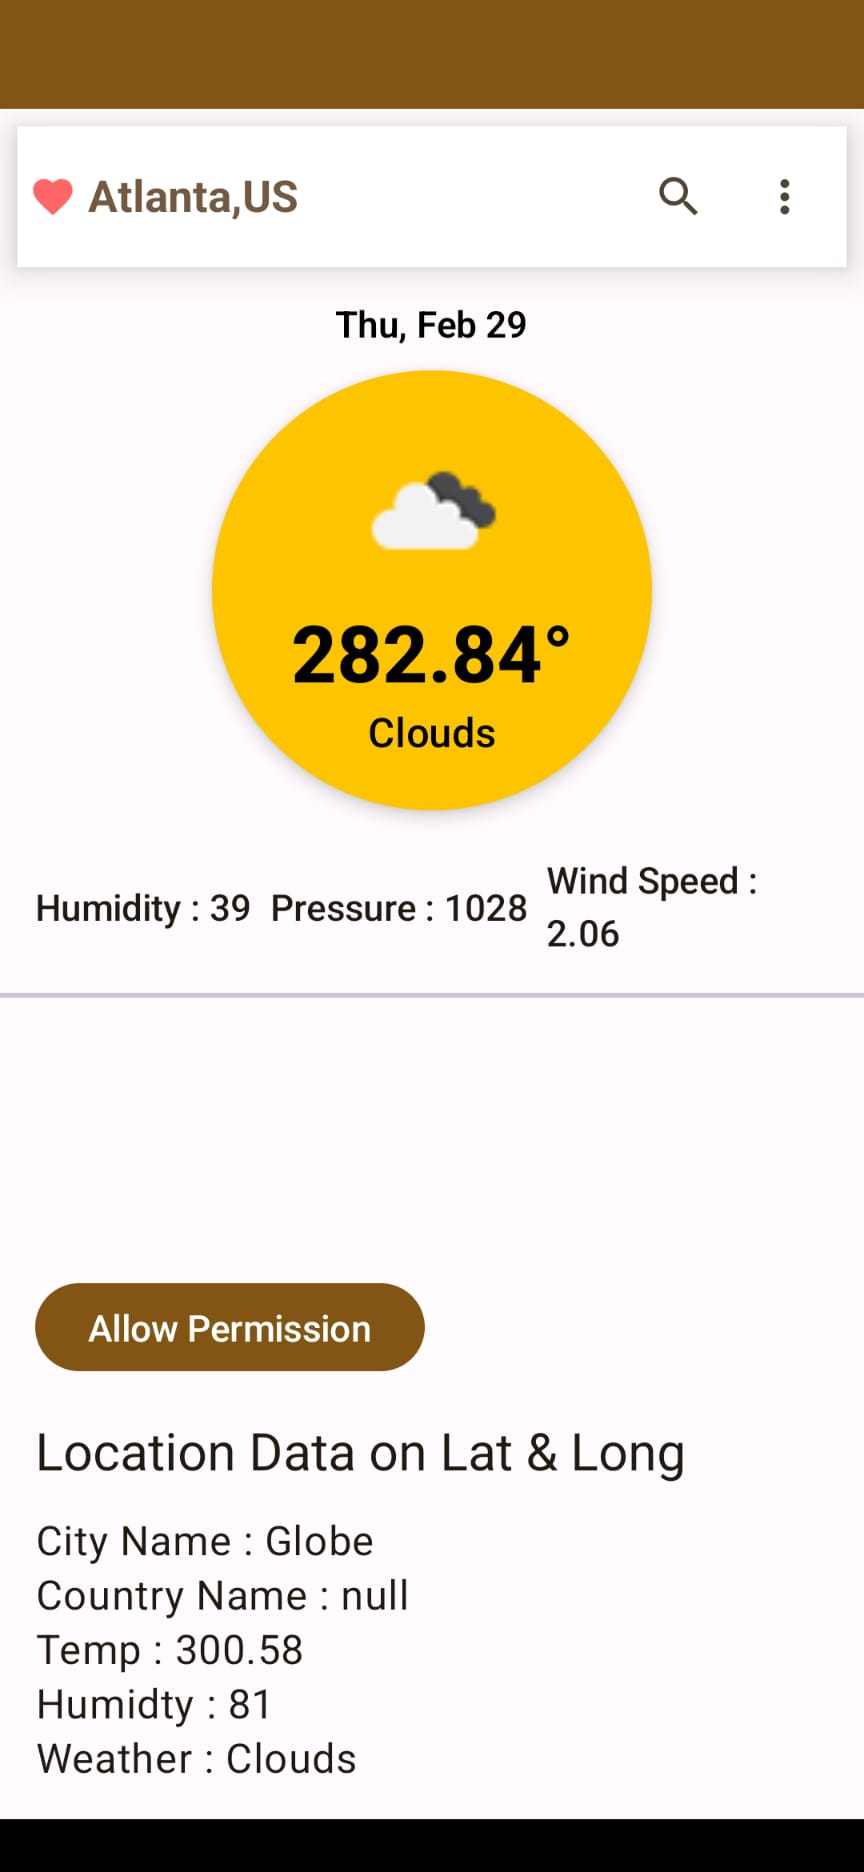 Atlanta,US
Thu, Feb 29
282.84°
Clouds
Humidity : 39 Pressure : 1028 Wind Speed :
2.06
Allow Permission
Location Data on Lat & Long
City Name : Globe
Country Name : null
Temp : 300.58
Humidty : 81
Weather : Clouds